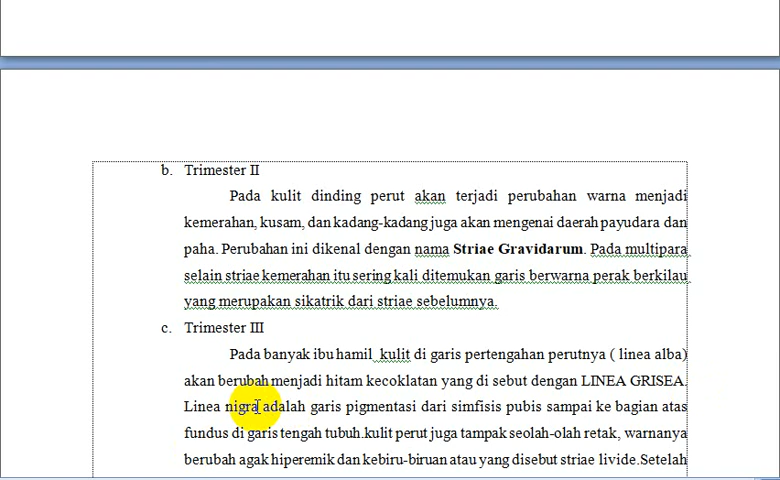 b. Trimester II
Pada kulit dinding perut akan terjadi perubahan warna menjadi
kemerahan, kusam, dan kadang-kadang juga akan mengenai daerah payudara dan
paha. Perubahan ini dikenal dengan nama Striae Gravidarum. Pada multipara
selain striae kemerahan itu sering kali ditemukan garis berwarna perak berkilau
yang merupakan sikatrik dari striae sebelumnya.
c. Trimester III
Pada banyak ibu hamil kulit di garis pertengahan perutnya ( linea alba)
akan berubah menjadi hitam kecoklatan yang di sebut dengan LINEA GRISEA.
Linea nigra adalah garis pigmentasi dari simfisis pubis sampai ke bagian atas
fundus di garis tengah tubuh.kulit perut juga tampak seolah-olah retak, warnanya
berubah agak hiperemik dan kebiru-biruan atau yang disebut striae livide.Setelah